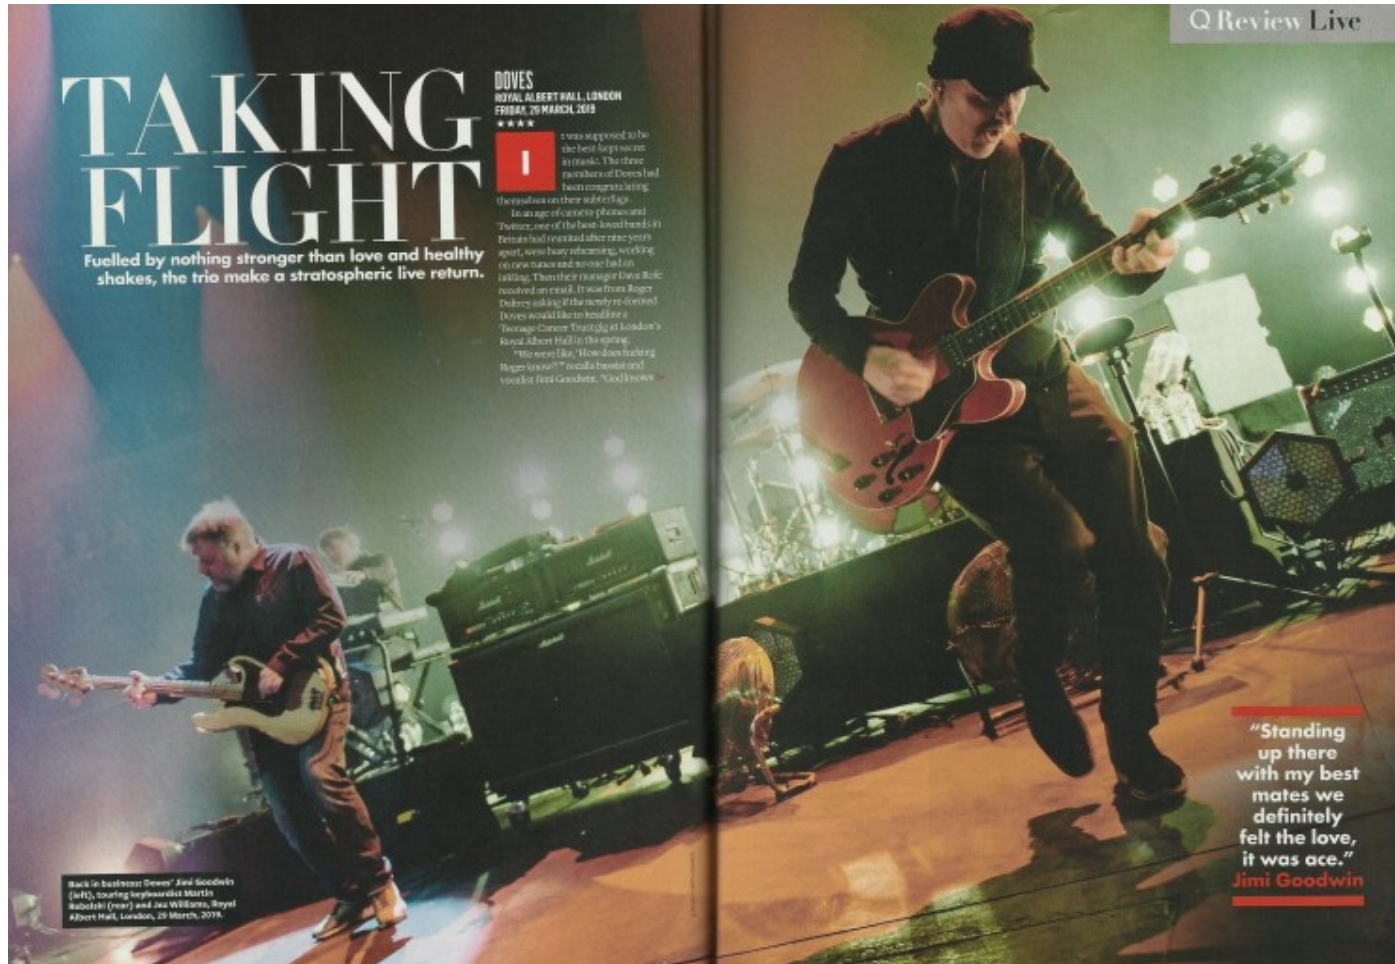 Q Review Live
TAKING
FLIGHT
Fuelled by nothing stronger than love and healthy
shakes, the trio make a stratospheric live return.
DOVES
ROYAL ALBERT HALL, LONDON
FRIDAY, 29 MARCH, 2019
★★★★
It was supposed to be
the best-kept secret
in music. The three
members of Doves had
been congratulating
themselves on their subterfuge.
In an age of camera-phones and
Twitter, one of the best-loved bands in
Britain had reunited after nine years
apart, were busy rehearsing, working
on new tunes and no one had an
inkling. Then their manager Dave Rofe
received an email. It was from Roger
Daltrey asking if the newly re-formed
Doves would like to headline a
Teenage Cancer Trust gig at London's
Royal Albert Hall in the spring.
"We were like, 'How does fucking
Roger know?!'" recalls bassist and
vocalist Jimi Goodwin. "God knows
Marshall
Marshall
Marshall
Back in business: Doves' Jimi Goodwin
(left), touring keyboardist Martin
Rebelski (rear) and Jez Williams, Royal
Albert Hall, London, 29 March, 2019.
"Standing
up there
with my best
mates we
definitely
felt the love,
it was ace."
Jimi Goodwin